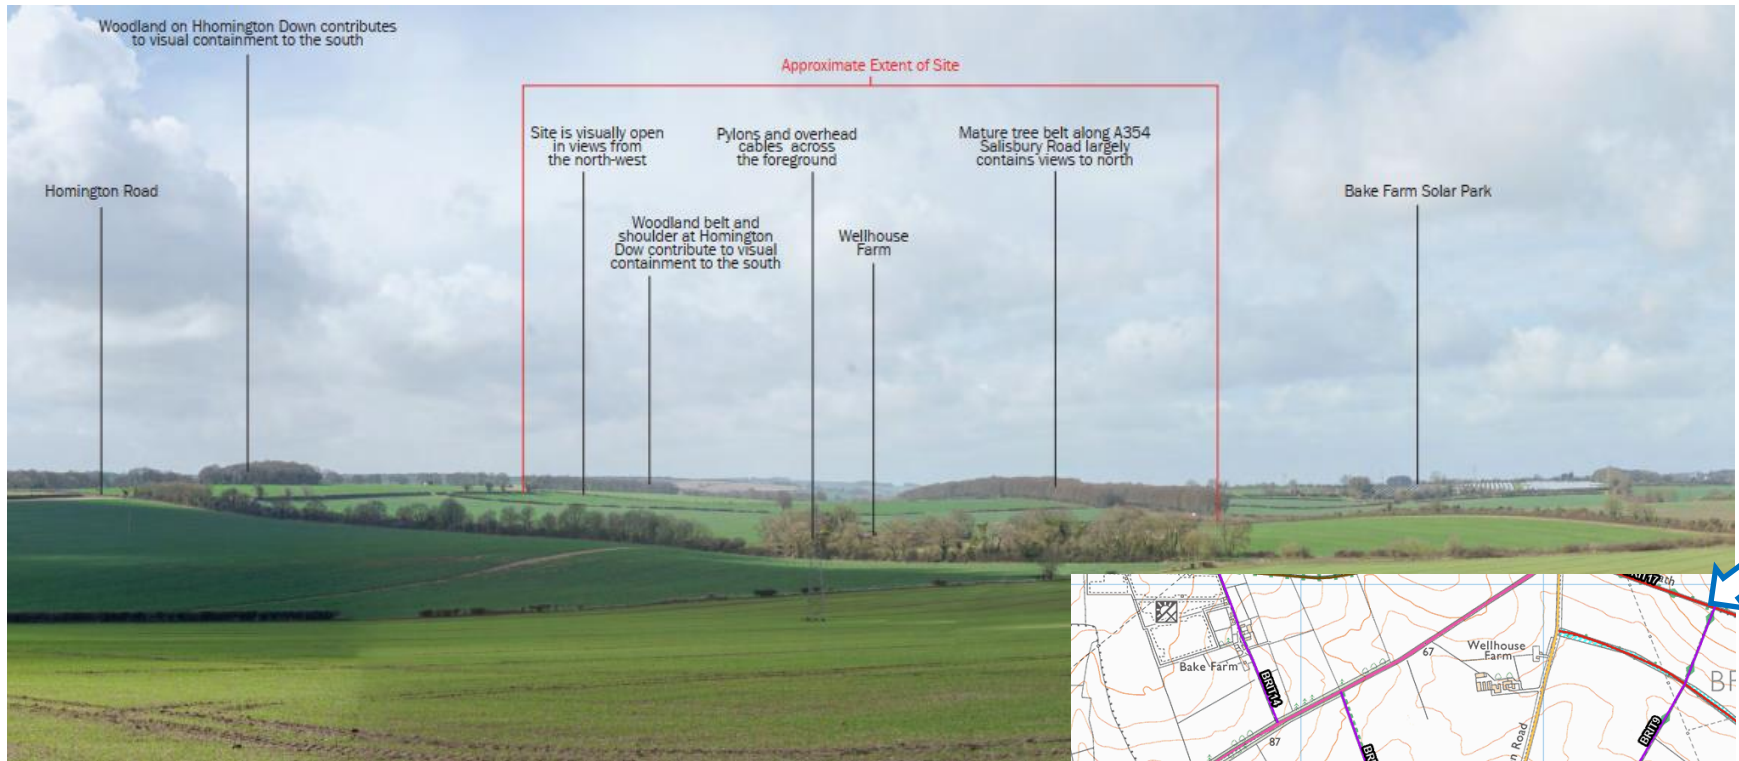 Woodland on Hhomington Down contributes
to visual containment to the south
Approximate Extent of Site
Site is visually open
in views from
the north-west
Pylons and overhead
cables across
the foreground
Mature tree belt along A354
Salisbury Road largely
contains views to north
Homington Road
Bake Farm Solar Park
Woodland belt and
shoulder at Homington
Dow contribute to visual
containment to the south
Wellhouse
Farm
ath
67
Wellhouse
Farm
Bake Farm
BRIT14
BRIT9
87
n Road